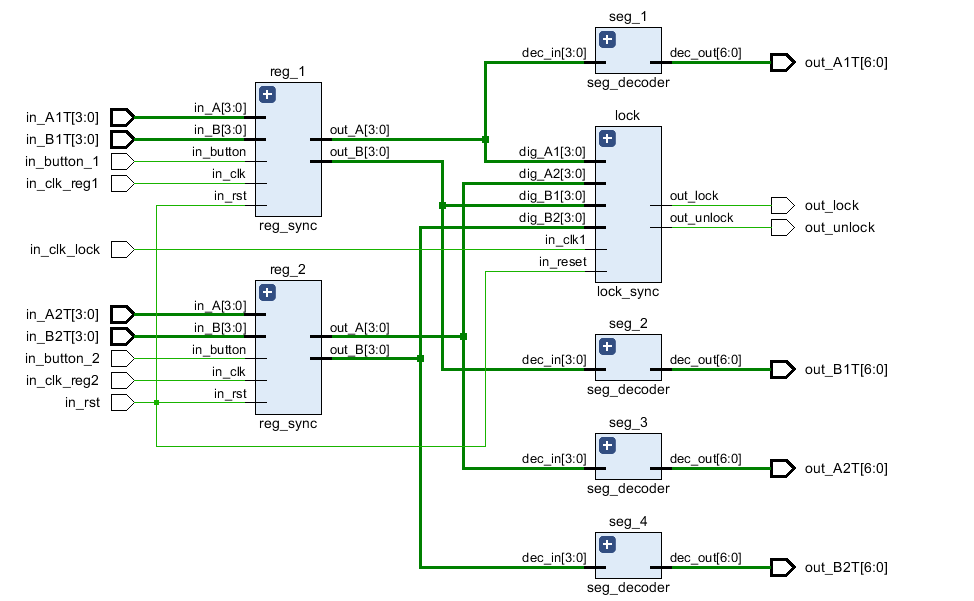 seg_1
dec_in[3:0]
dec_out[6:0]
out_A1T[6:0]
seg_decoder
reg_1
in_A1T[3:0]
in_A[3:0]
in_B1T[3:0]
in_B[3:0]
out_A[3:0]
in_button_1
in_button
out_B[3:0]
in_clk_reg1
in_clk
in_rst
reg_sync
lock
dig_A1[3:0]
dig_A2[3:0]
dig_B1[3:0]
dig_B2[3:0]
in_clk1
in_reset
out_lock
out_lock
out_unlock
out_unlock
lock_sync
in_clk_lock
reg_2
in_A2T[3:0]
in_A[3:0]
in_B2T[3:0]
in_B[3:0]
out_A[3:0]
in_button_2
in_button
out_B[3:0]
in_clk_reg2
in_clk
in_rst
in_rst
reg_sync
seg_2
dec_in[3:0]
dec_out[6:0]
out_B1T[6:0]
seg_decoder
seg_3
dec_in[3:0]
dec_out[6:0]
out_A2T[6:0]
seg_decoder
seg_4
dec_in[3:0]
dec_out[6:0]
out_B2T[6:0]
seg_decoder